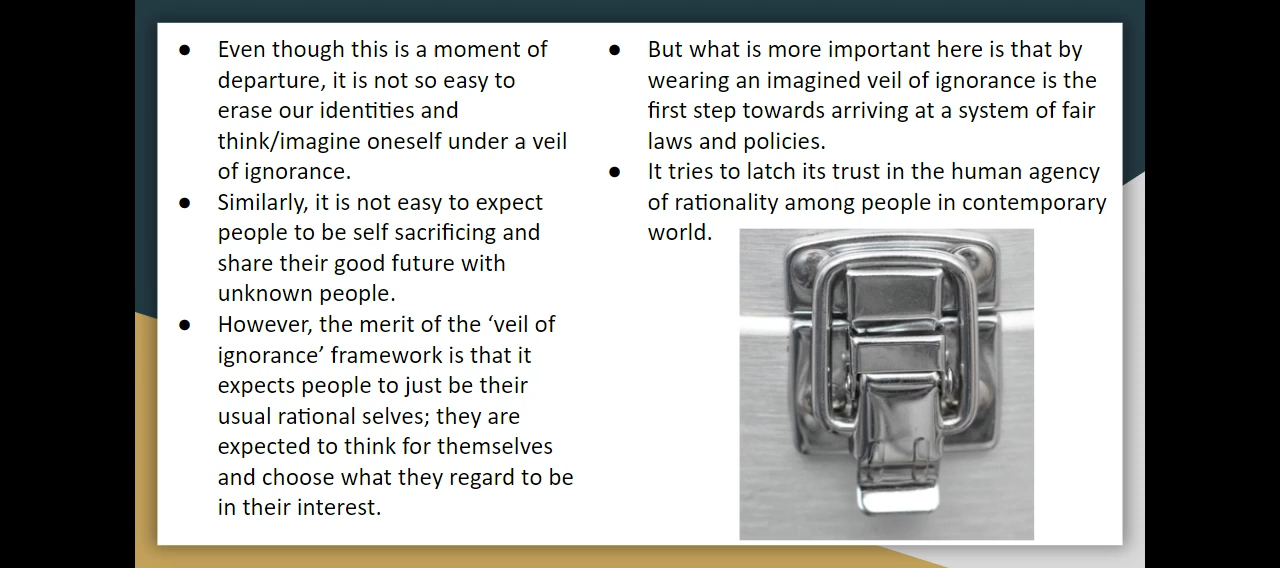 ● Even though this is a moment of
departure, it is not so easy to
erase our identities and
think/imagine oneself under a veil
of ignorance.
● Similarly, it is not easy to expect
people to be self sacrificing and
share their good future with
unknown people.
● However, the merit of the ‘veil of
ignorance’ framework is that it
expects people to just be their
usual rational selves; they are
expected to think for themselves
and choose what they regard to be
in their interest.
● But what is more important here is that by
wearing an imagined veil of ignorance is the
first step towards arriving at a system of fair
laws and policies.
● It tries to latch its trust in the human agency
of rationality among people in contemporary
world.